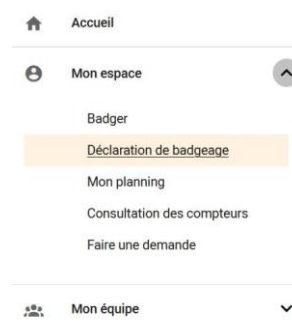 Accueil
Mon espace
Badger
Déclaration de badgeage
Mon planning
Consultation des compteurs
Faire une demande
Mon équipe